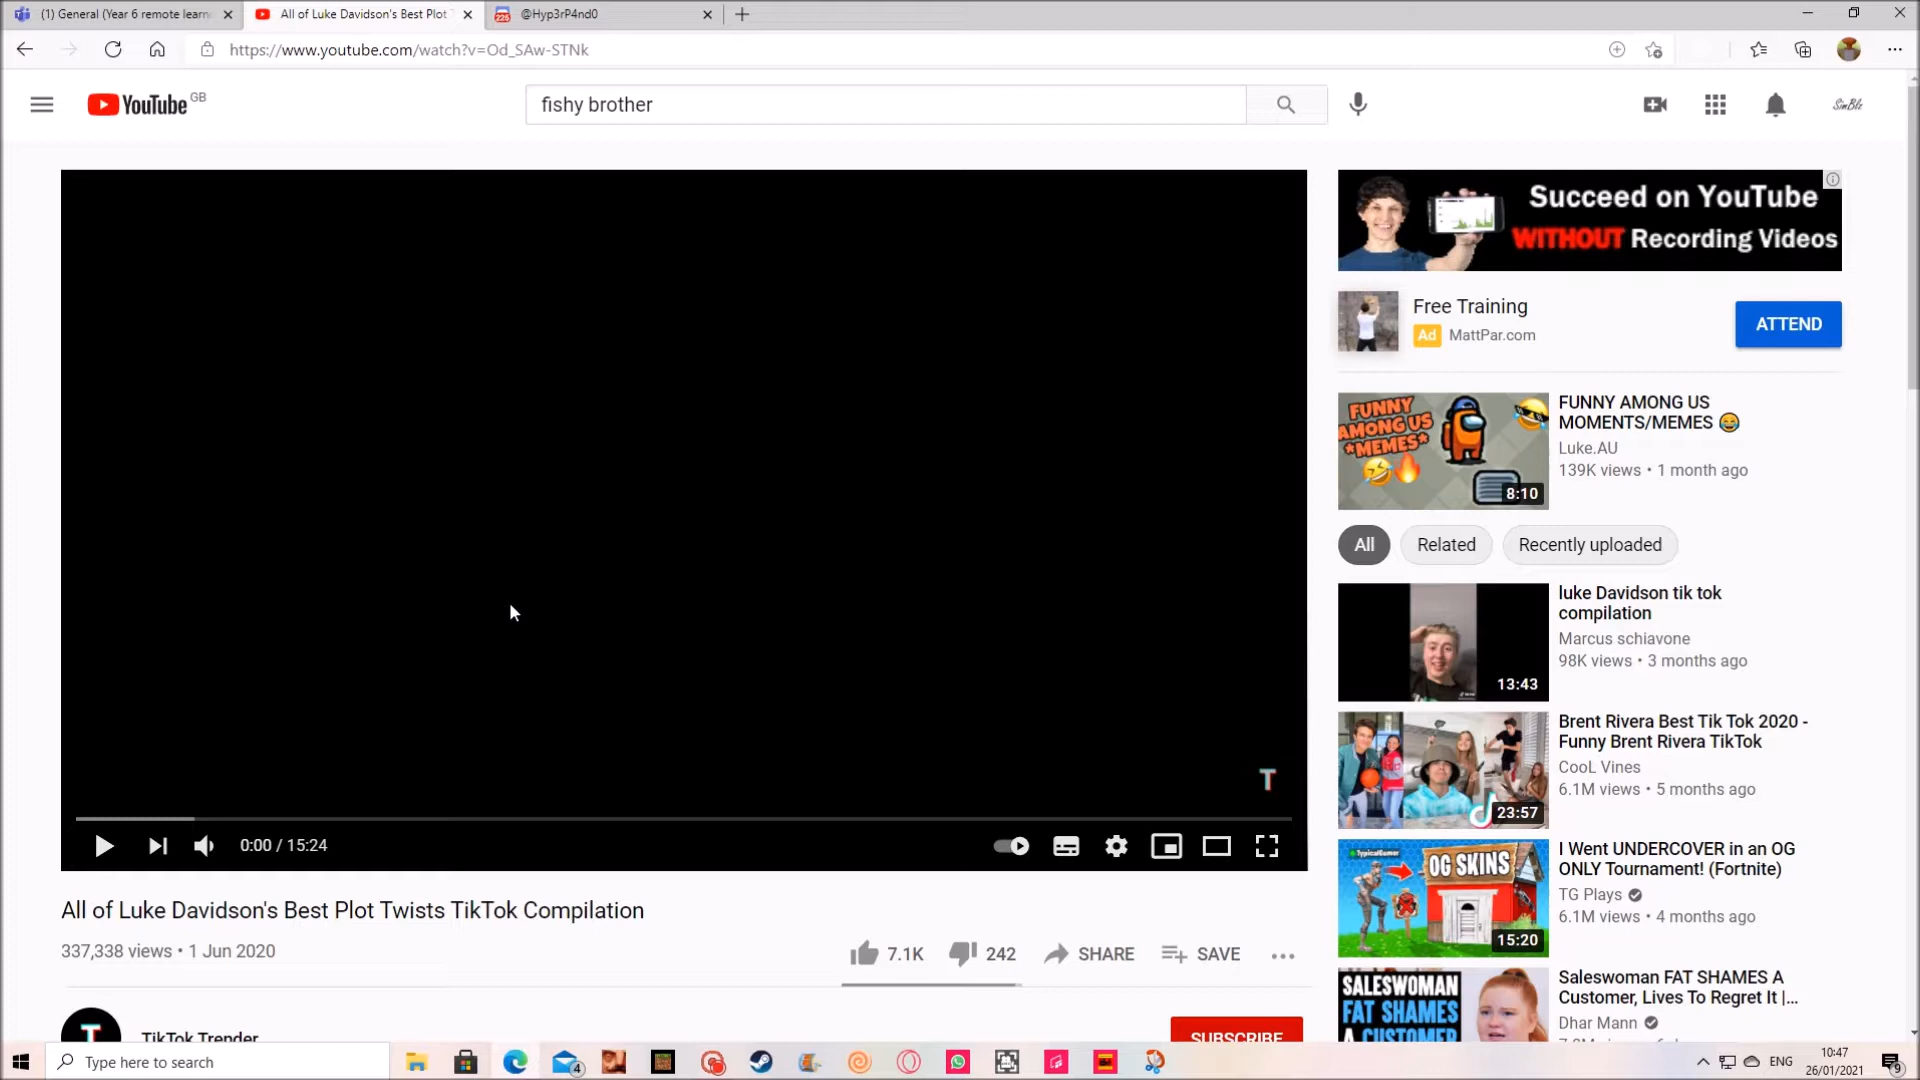 (1) General (Year 6 remote learn
All of Luke Davidson's Best Plot
@Hyp3rP4nd0
https://www.youtube.com/watch?v=Od_SAw-STNk
YouTube GB
fishy brother
SimBlz
Succeed on YouTube
WITHOUT Recording Videos
Free Training
Ad MattPar.com
ATTEND
FUNNY AMONG US *MEMES*
8:10
FUNNY AMONG US
MOMENTS/MEMES 😂
Luke.AU
139K views • 1 month ago
All
Related
Recently uploaded
13:43
luke Davidson tik tok
compilation
Marcus schiavone
98K views • 3 months ago
23:57
Brent Rivera Best Tik Tok 2020 -
Funny Brent Rivera TikTok
CooL Vines
6.1M views • 5 months ago
TypicalGamer
OG SKINS
15:20
I Went UNDERCOVER in an OG
ONLY Tournament! (Fortnite)
TG Plays
6.1M views • 4 months ago
SALESWOMAN
FAT SHAMES
A CUSTOMER
Saleswoman FAT SHAMES A
Customer, Lives To Regret It |...
Dhar Mann
T
0:00 / 15:24
All of Luke Davidson's Best Plot Twists TikTok Compilation
337,338 views • 1 Jun 2020
7.1K
242
SHARE
SAVE
T
TikTok Trender
SUBSCRIBE
Type here to search
4
ENG
10:47
26/01/2021
9